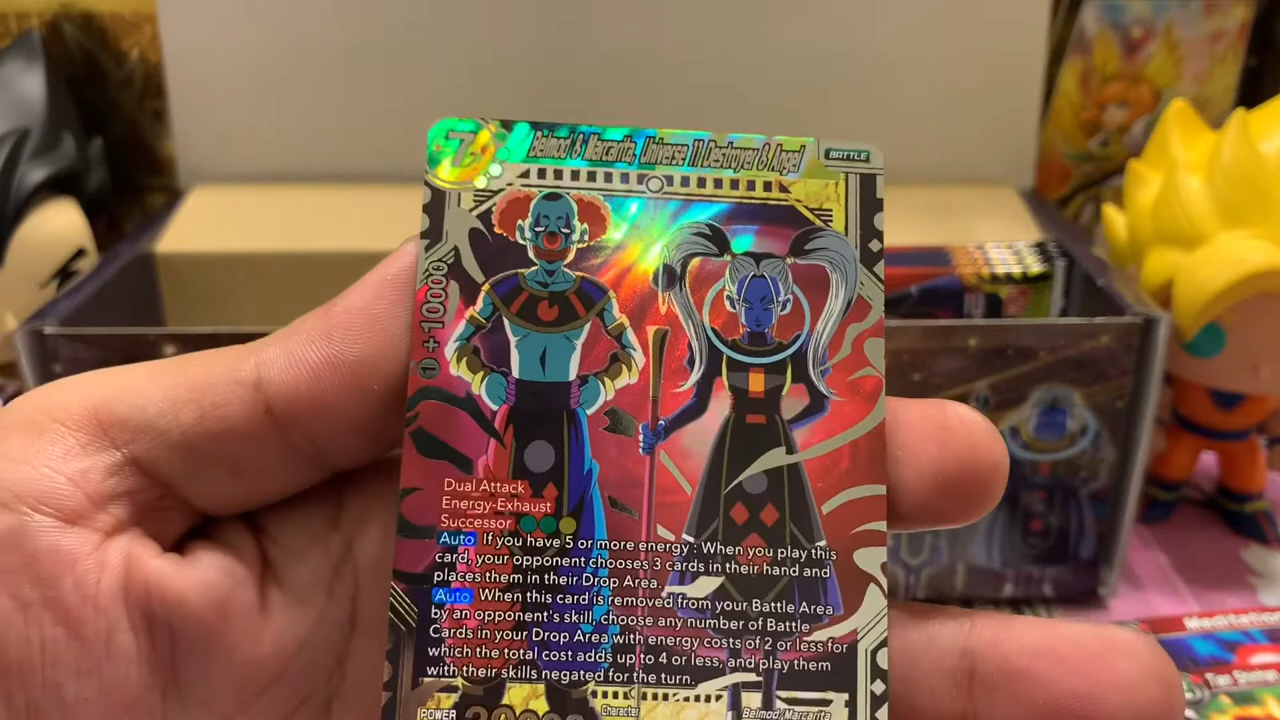 7
Belmod & Marcarita, Universe 11 Destroyer & Angel
BATTLE
1 +10000
Dual Attack
Energy-Exhaust
Successor
Auto If you have 5 or more energy : When you play this
card, your opponent chooses 3 cards in their hand and
places them in their Drop Area.
Auto When this card is removed from your Battle Area
by an opponent's skill, choose any number of Battle
Cards in your Drop Area with energy costs of 2 or less for
which the total cost adds up to 4 or less, and play them
with their skills negated for the turn.
POWER
Character
Belmod/Marcarita
Meditation
Tien Shinhan